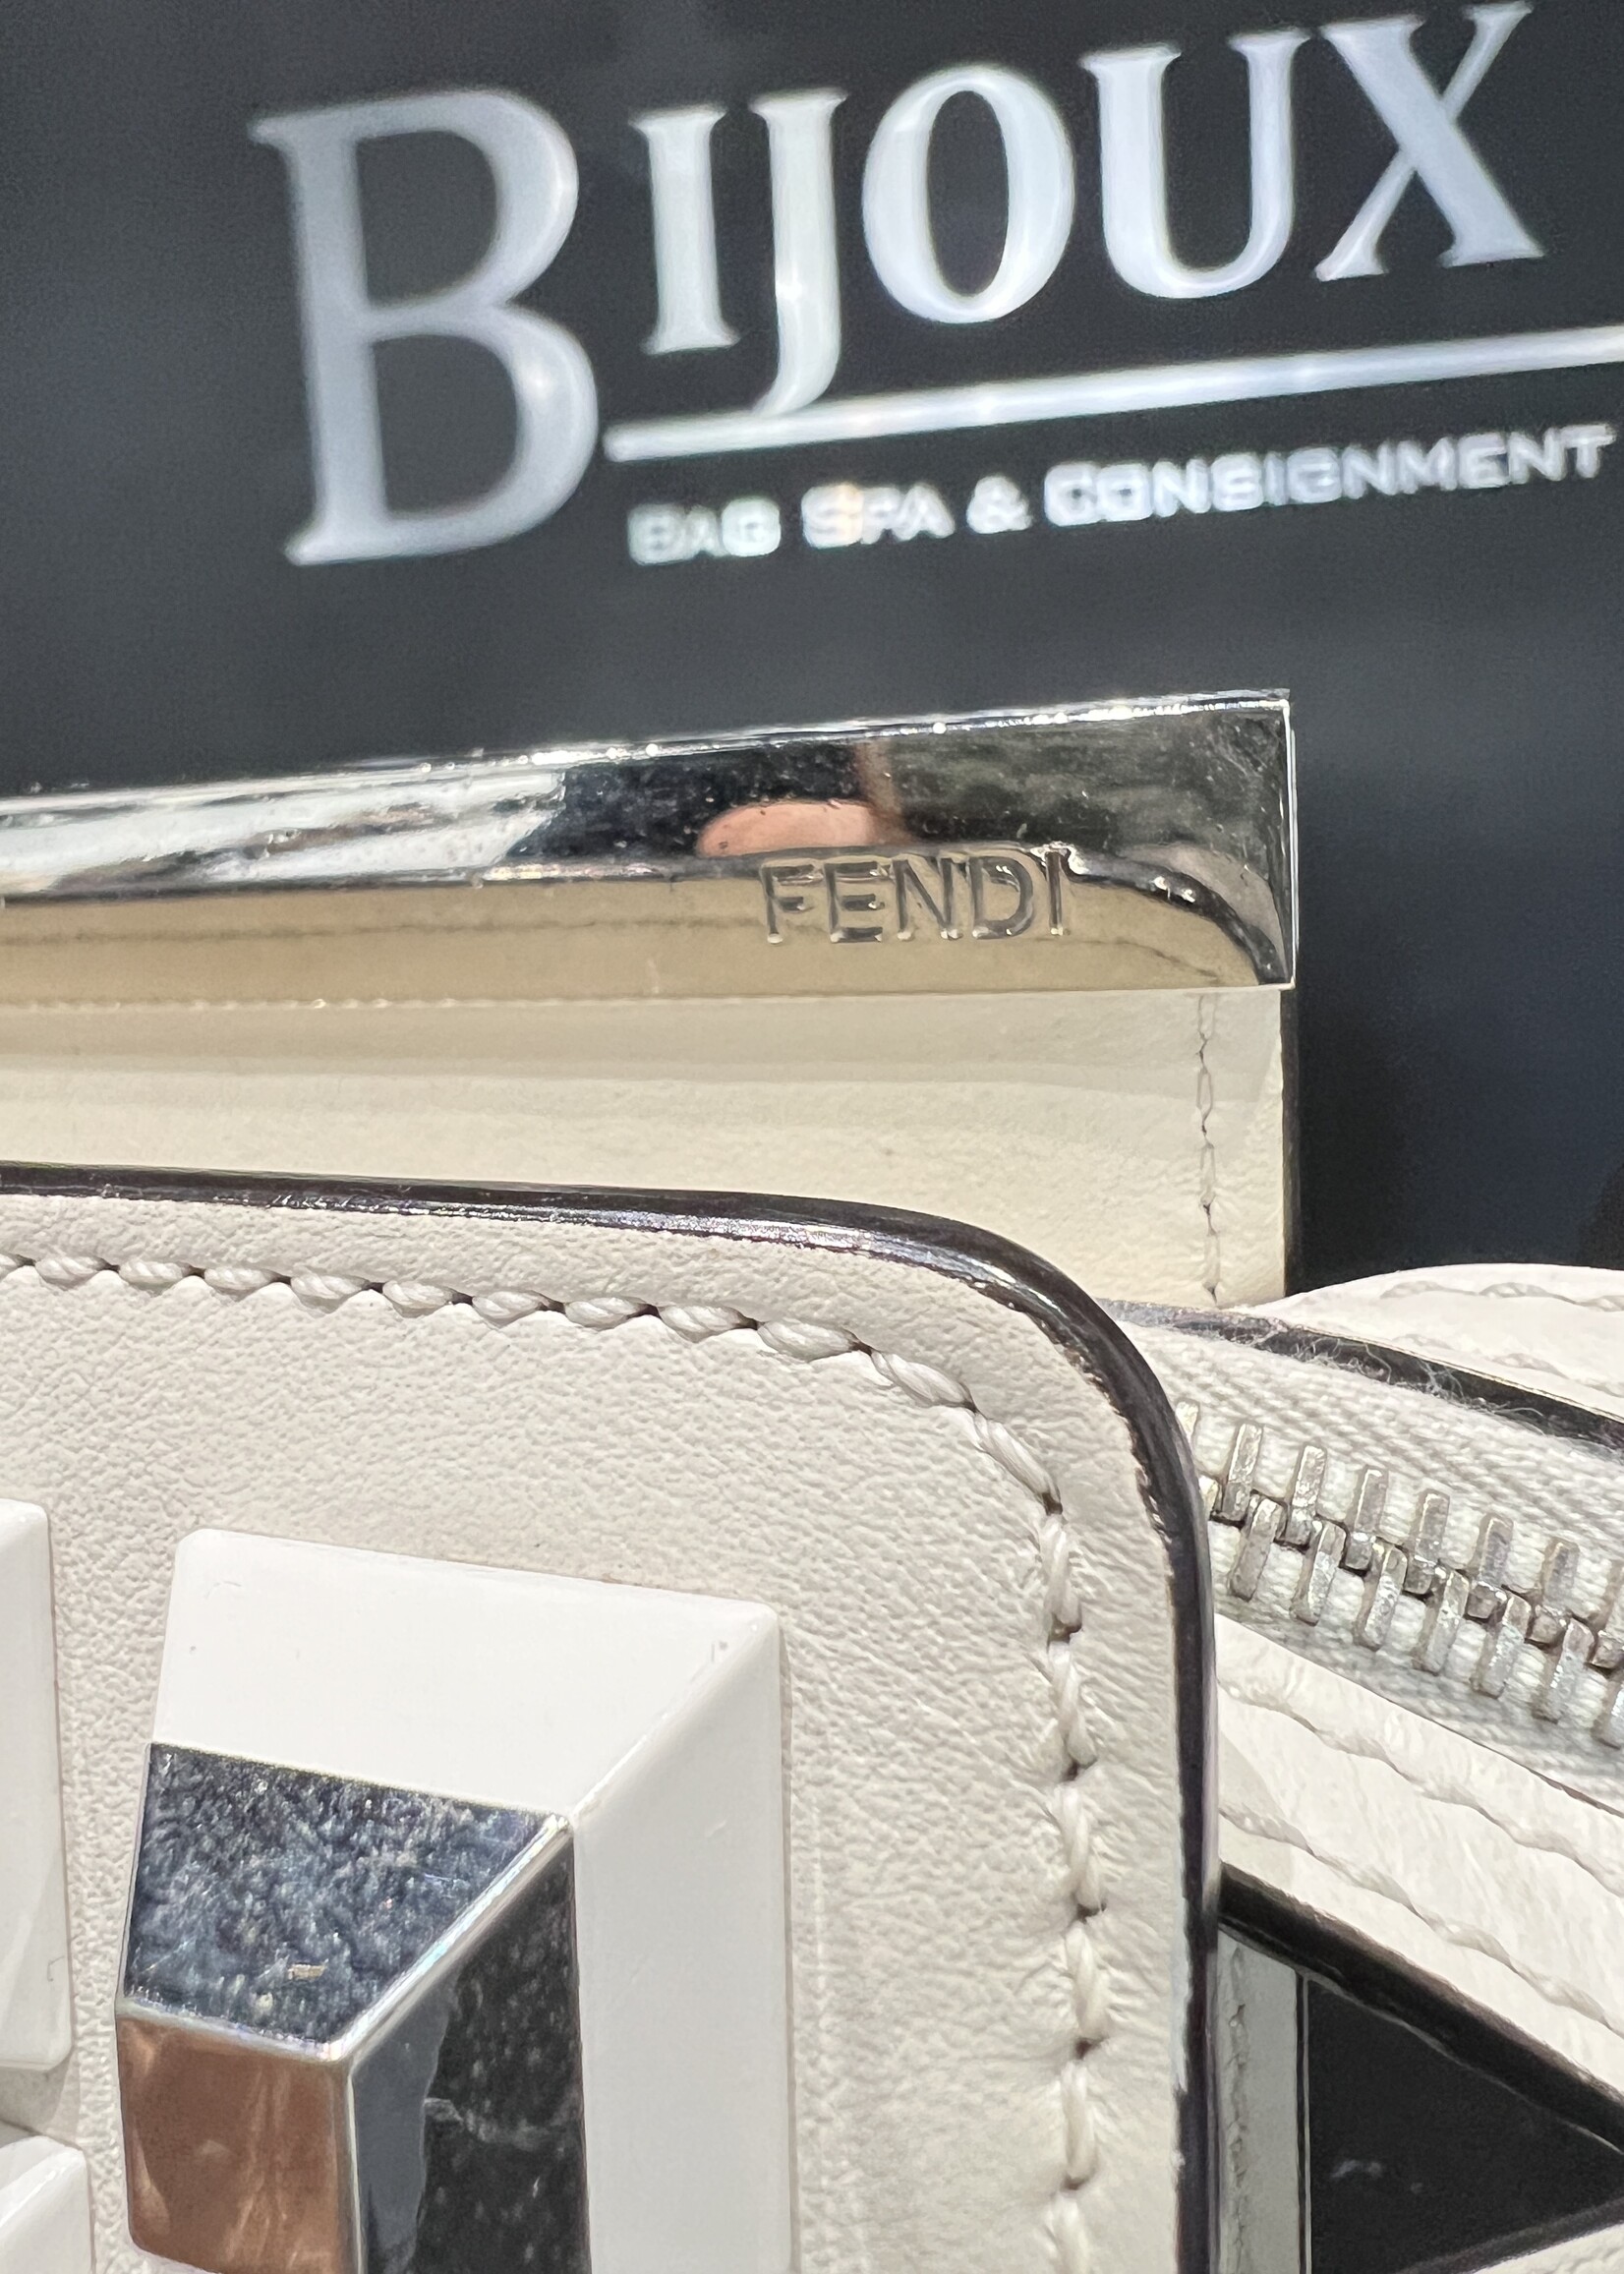 BIJOUX
BAG SPA & CONSIGNMENT
FENDI